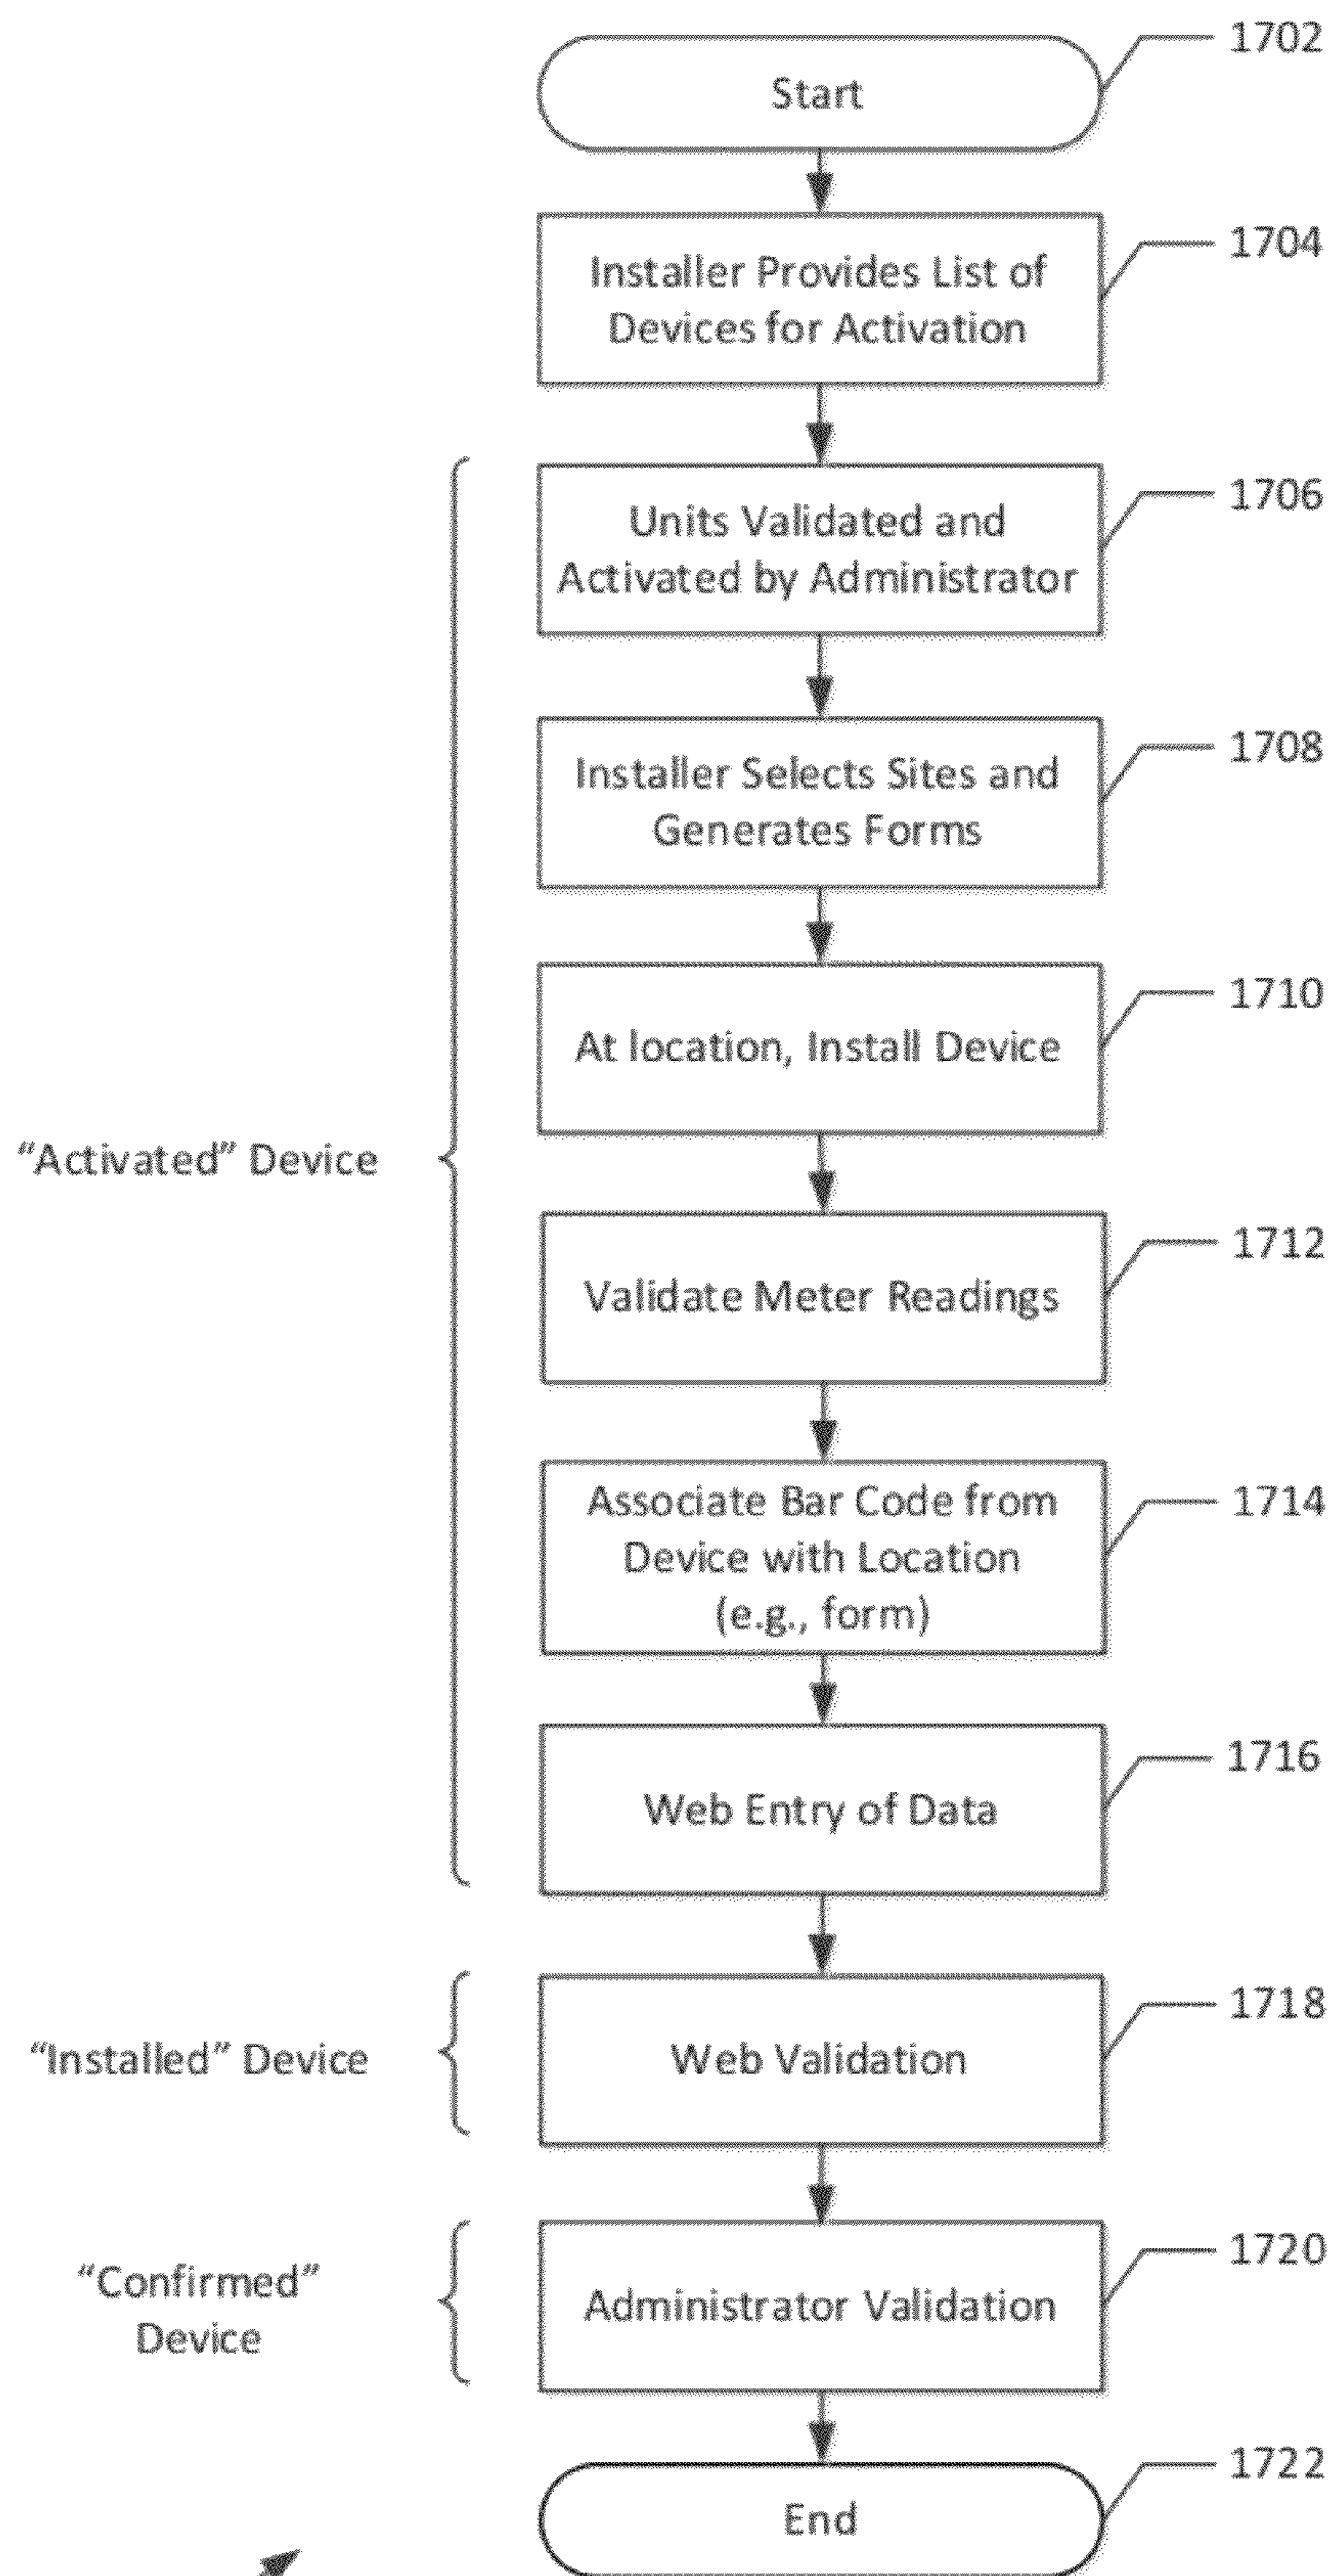 1702
Start
1704
Installer Provides List of
Devices for Activation
1706
Units Validated and
Activated by Administrator
1708
Installer Selects Sites and
Generates Forms
1710
At location, Install Device
“Activated” Device
1712
Validate Meter Readings
1714
Associate Bar Code from
Device with Location
(e.g., form)
1716
Web Entry of Data
1718
“Installed” Device
Web Validation
1720
“Confirmed”
Device
Administrator Validation
1722
End